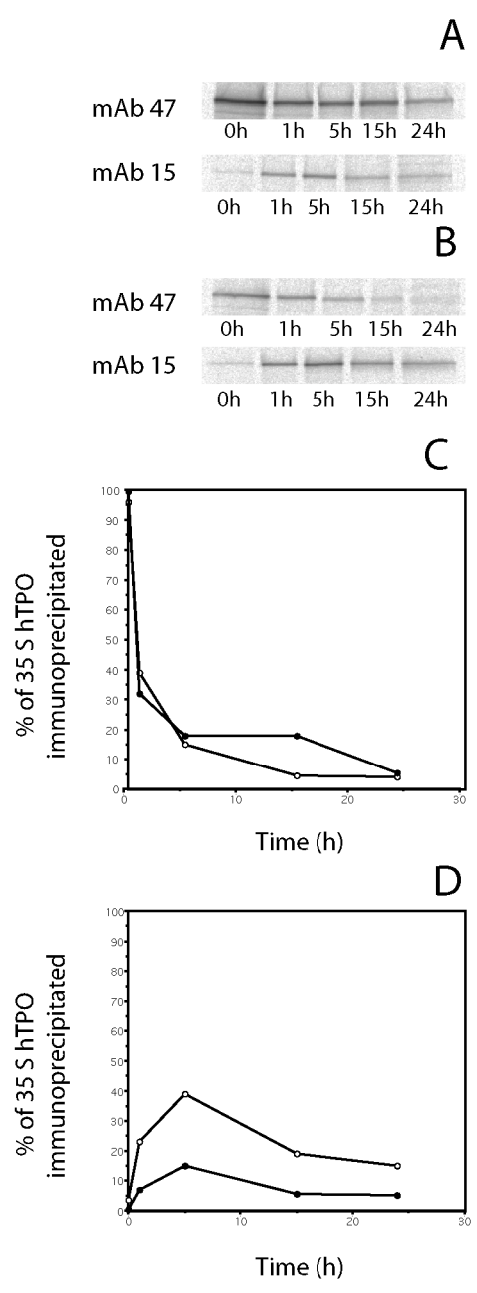 A
mAb 47
0h 1h 5h 15h 24h
mAb 15
0h 1h 5h 15h 24h
B
mAb 47
0h 1h 5h 15h 24h
mAb 15
0h 1h 5h 15h 24h
C
% of 35 S hTPO
immunoprecipitated
100
90
80
70
60
50
40
30
20
10
0
0 10 20 30
Time (h)
D
% of 35 S hTPO
immunoprecipitated
100
90
80
70
60
50
40
30
20
10
0
0 10 20 30
Time (h)